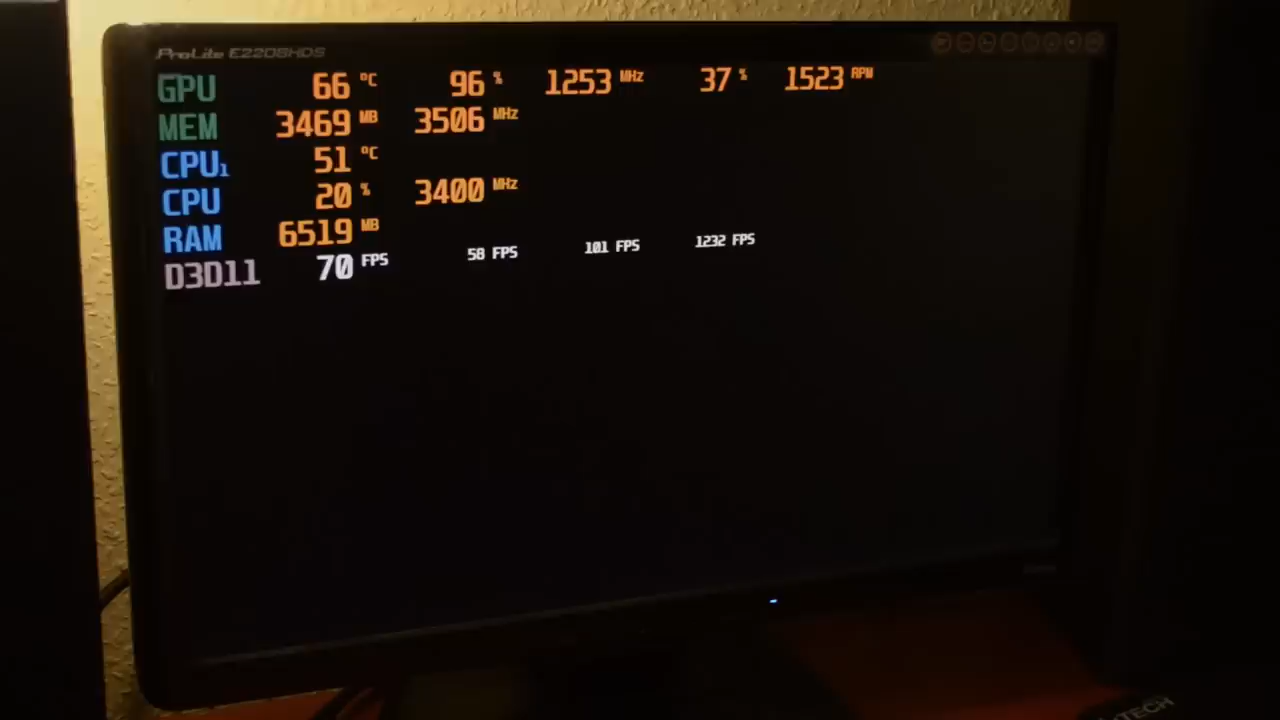 ProLite E2208HDS
GPU 66 °C 96 % 1253 MHz 37 % 1523 RPM
MEM 3469 MB 3506 MHz
CPU1 51 °C
CPU 20 % 3400 MHz
RAM 6519 MB
D3D11 70 FPS 58 FPS 101 FPS 1232 FPS